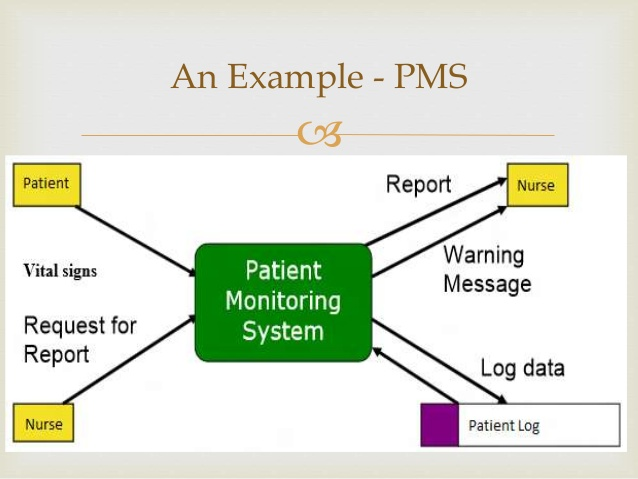 An Example - PMS
Patient
Report
Nurse
Vital signs
Patient
Monitoring
System
Warning
Message
Request for
Report
Log data
Nurse
Patient Log